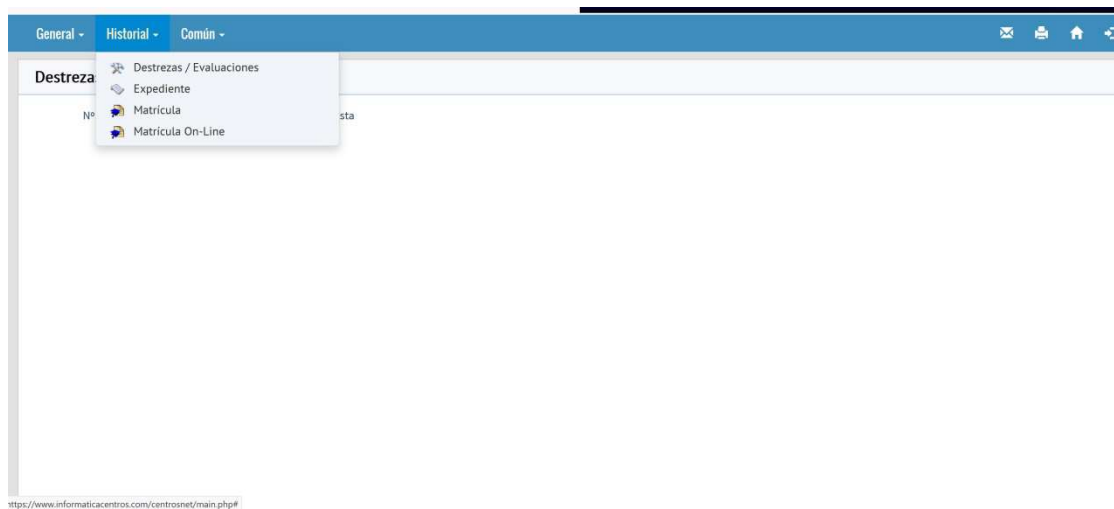 General Historial Común
Destrezas / Evaluaciones
Destreza
Expediente
Matrícula
Nº sta
Matrícula On-Line
ttps://www.informaticacentros.com/centrosnet/main.php#